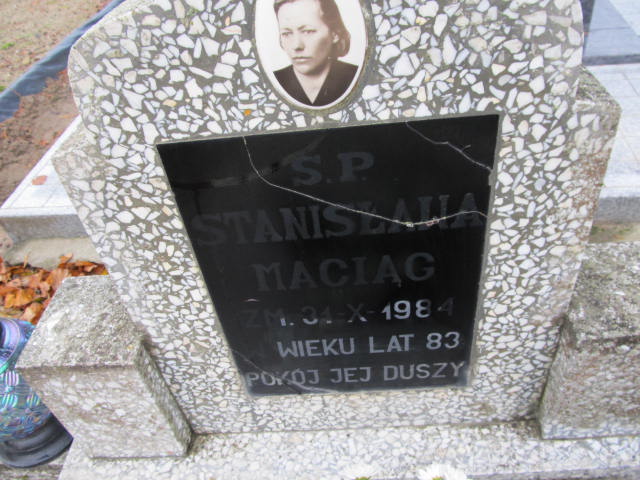 S.P.
STANISŁAWA
MACIĄG
ZM. 31-X-1984
W WIEKU LAT 83
POKÓJ JEJ DUSZY